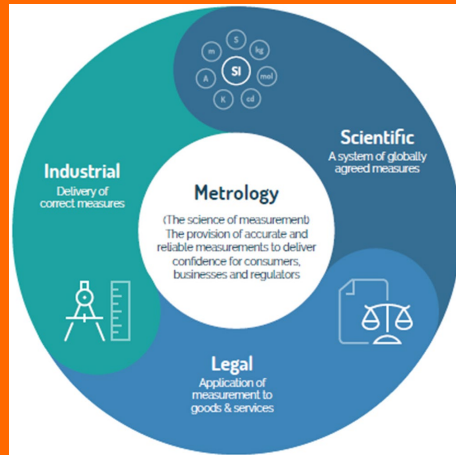 S
m
kg
SI
A
mol
K
cd
Scientific
A system of globally
agreed measures
Industrial
Delivery of
correct measures
Metrology
(The science of measurement)
The provision of accurate and
reliable measurements to deliver
confidence for consumers,
businesses and regulators
Legal
Application of
measurement to
goods & services